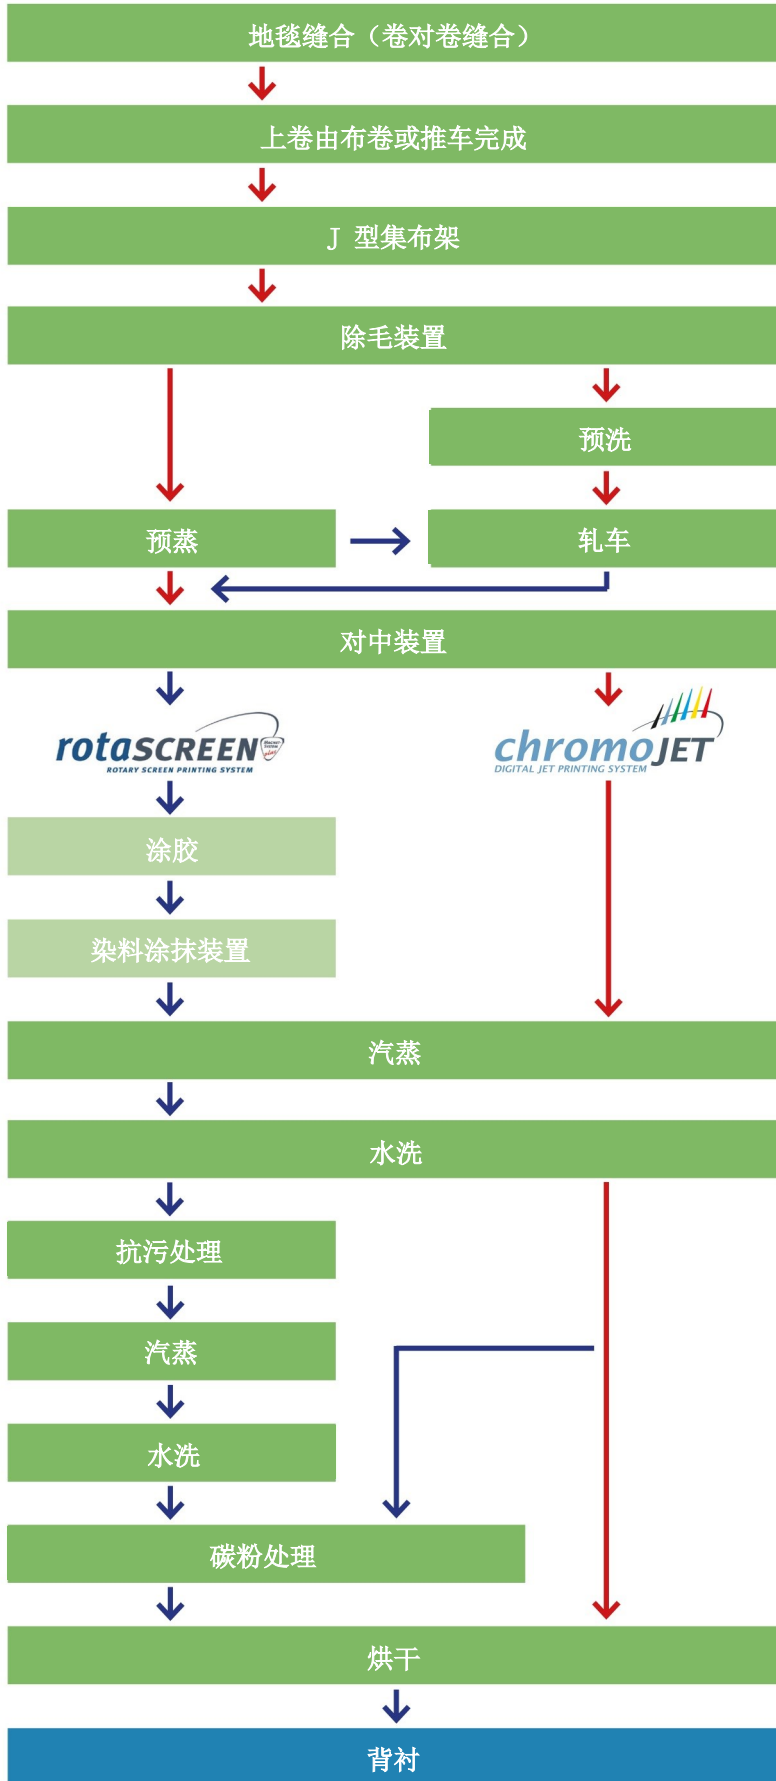 地毯缝合（卷对卷缝合）
上卷由布卷或推车完成
J 型集布架
除毛装置
预洗
预蒸
轧车
对中装置
rotaSCREEN
MAGNET SYSTEM plus
ROTARY SCREEN PRINTING SYSTEM
chromoJET
DIGITAL JET PRINTING SYSTEM
涂胶
染料涂抹装置
汽蒸
水洗
抗污处理
汽蒸
水洗
碳粉处理
烘干
背衬